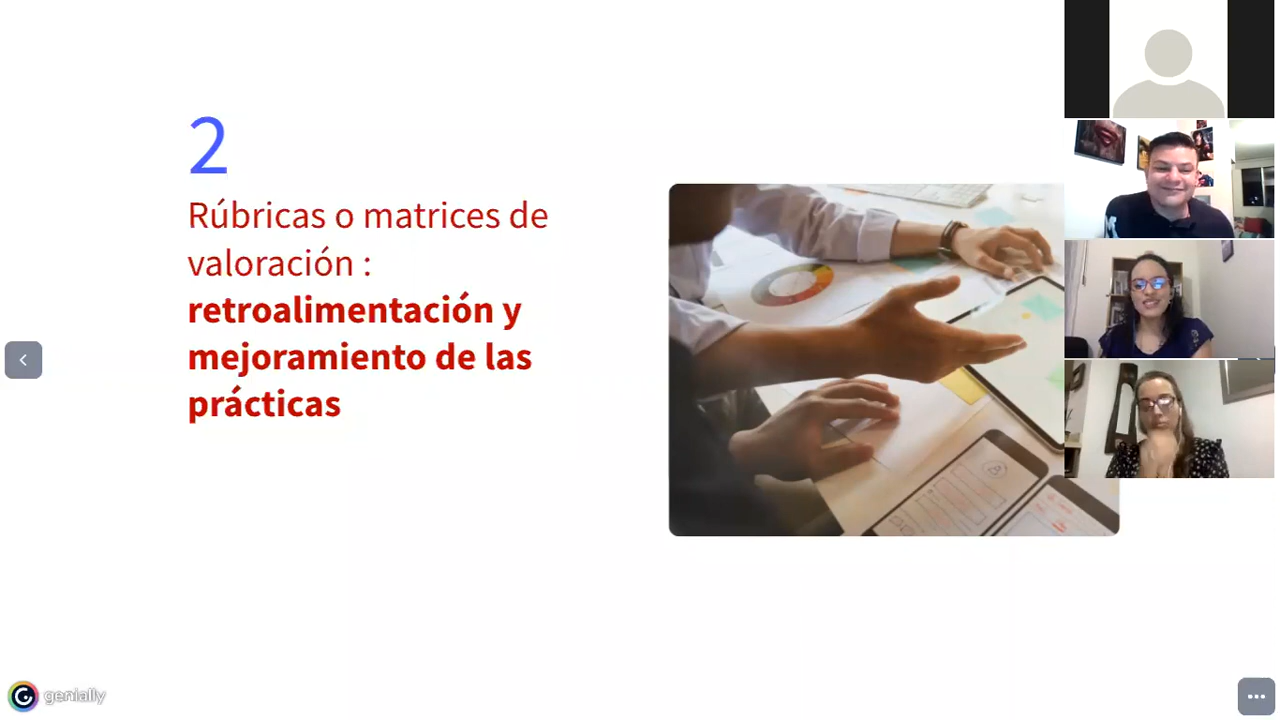 2
Rúbricas o matrices de
valoración :
retroalimentación y
mejoramiento de las
prácticas
genially